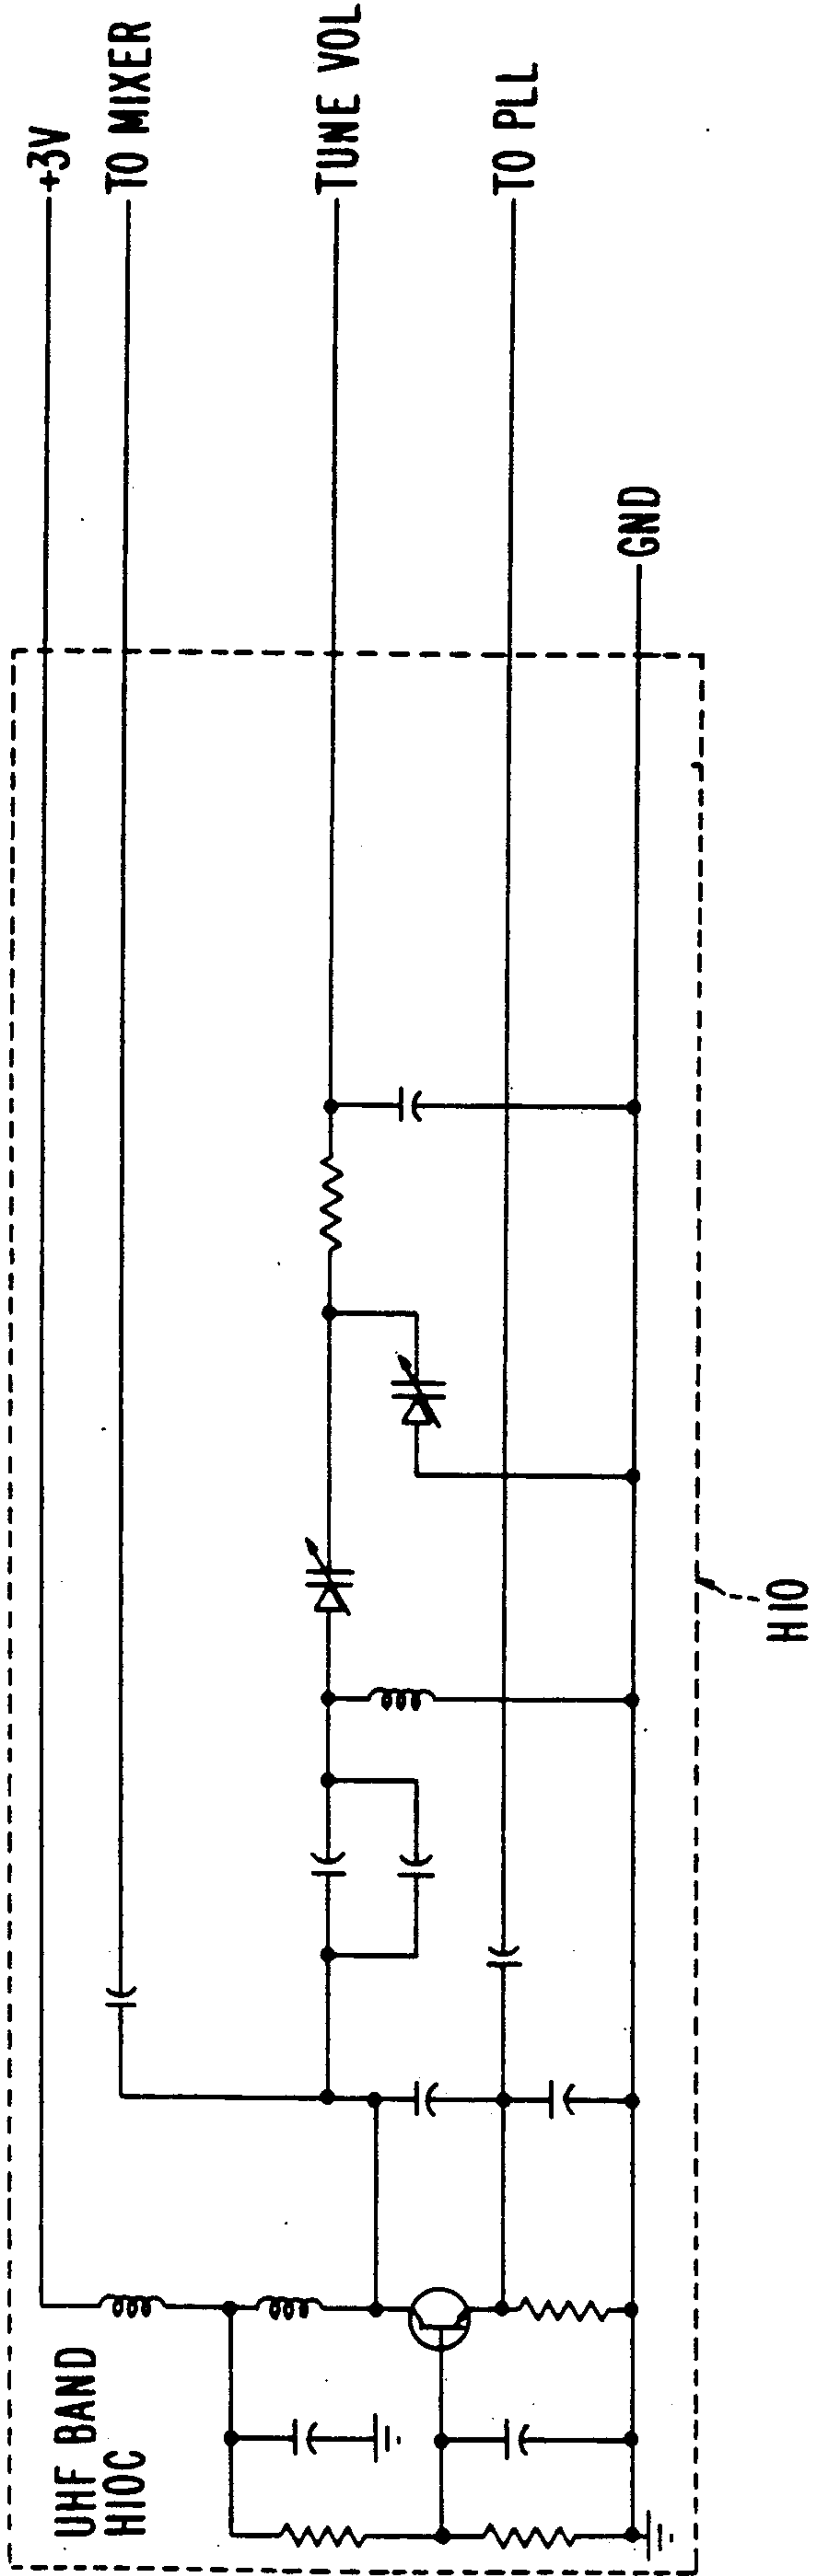 +3V
TO MIXER
TUNE VOL
TO PLL
GND
UHF BAND
H10C
H10